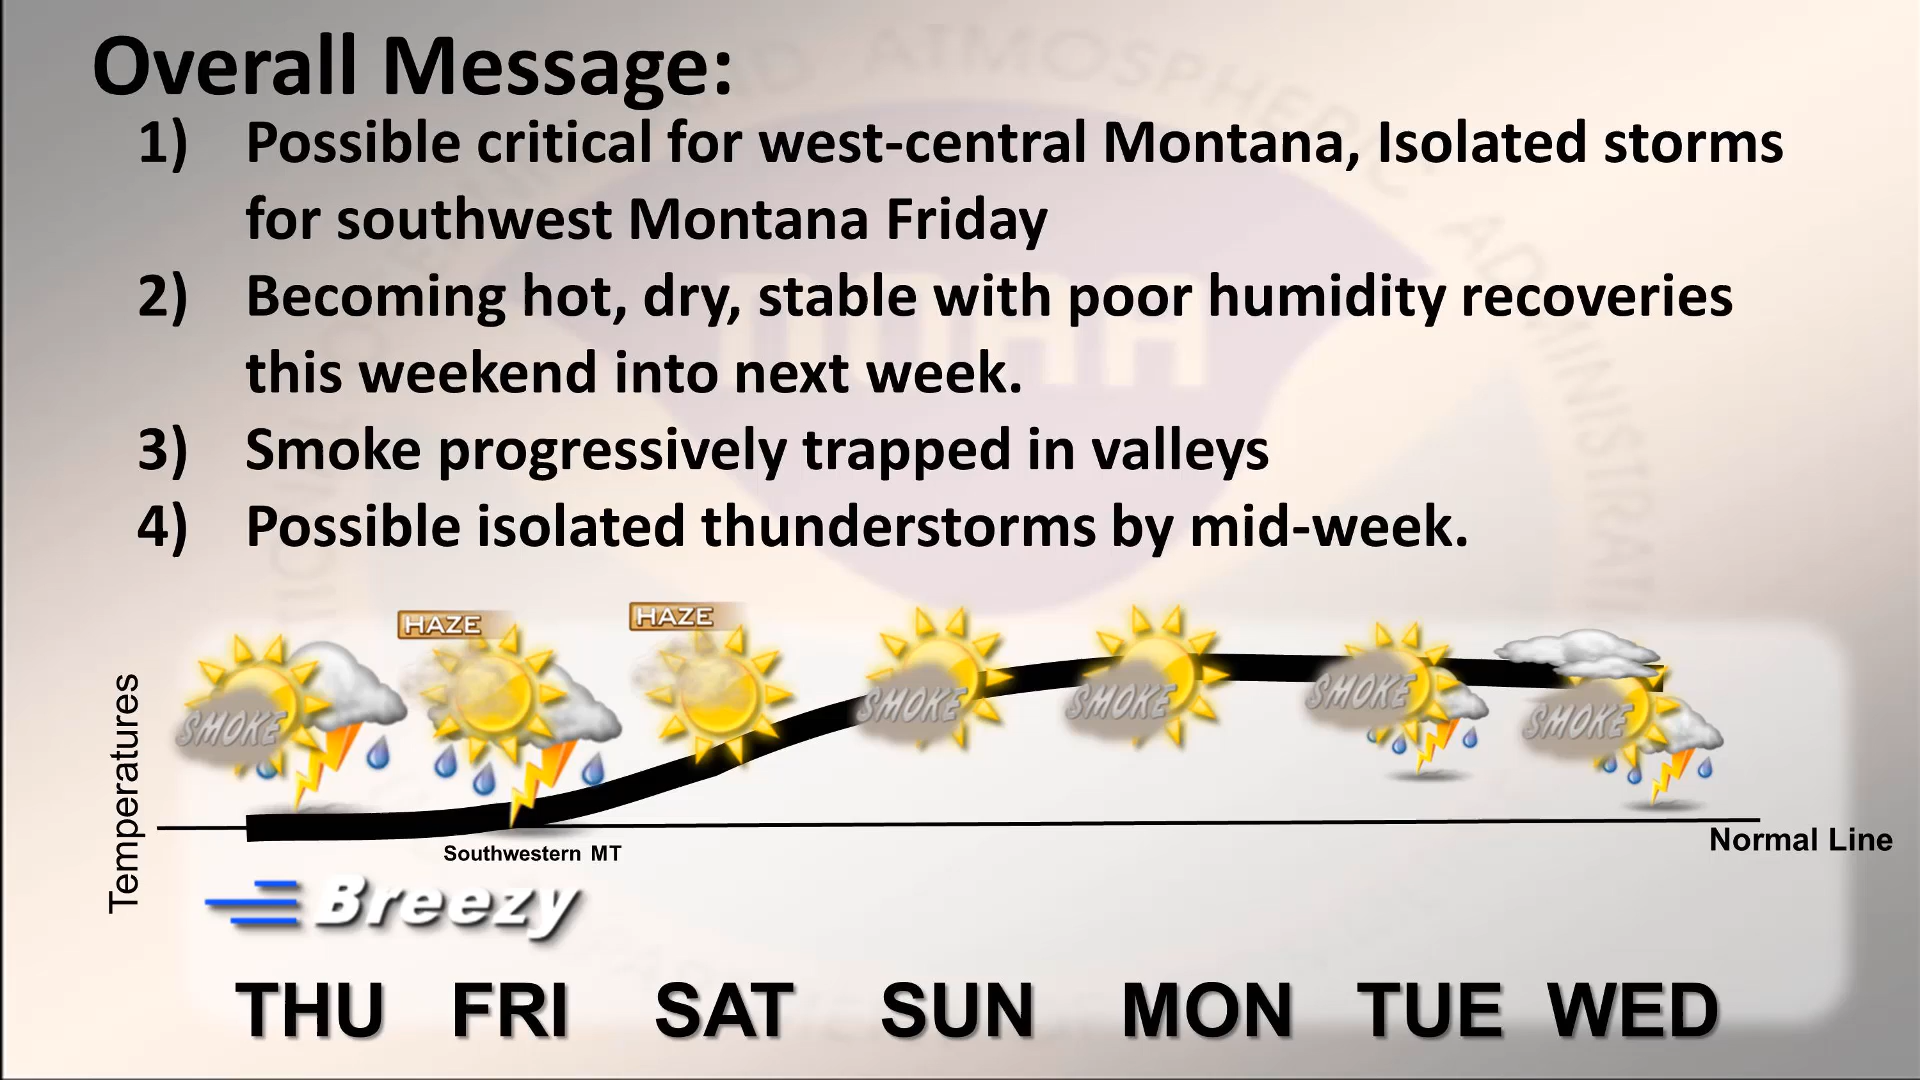 Overall Message:
1) Possible critical for west-central Montana, Isolated storms
for southwest Montana Friday
2) Becoming hot, dry, stable with poor humidity recoveries
this weekend into next week.
3) Smoke progressively trapped in valleys
4) Possible isolated thunderstorms by mid-week.
HAZE
HAZE
SMOKE
SMOKE
SMOKE
SMOKE
SMOKE
Temperatures
Normal Line
Southwestern MT
Breezy
THU FRI SAT SUN MON TUE WED